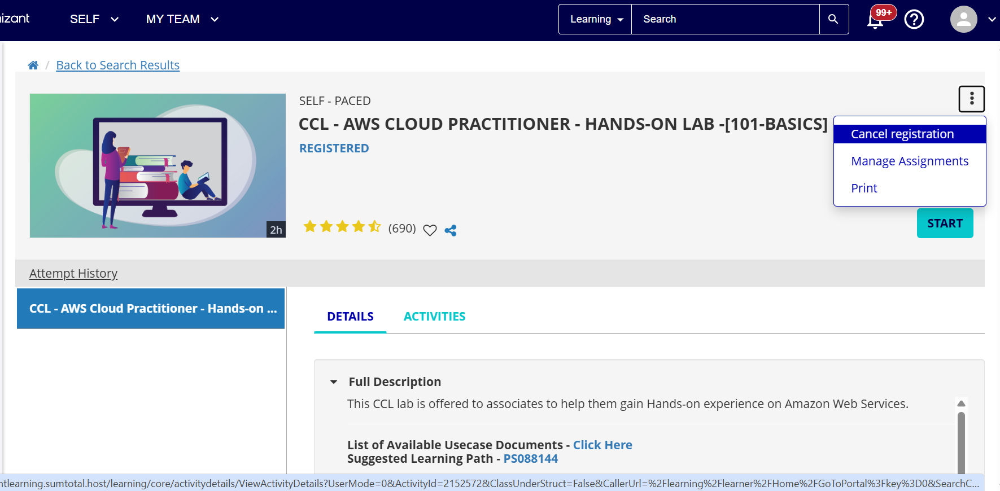 izant
SELF
MY TEAM
Learning
Search
99+
/ Back to Search Results
SELF - PACED
CCL - AWS CLOUD PRACTITIONER - HANDS-ON LAB -[101-BASICS]
REGISTERED
Cancel registration
Manage Assignments
Print
2h
(690)
START
Attempt History
CCL - AWS Cloud Practitioner - Hands-on ...
DETAILS
ACTIVITIES
Full Description
This CCL lab is offered to associates to help them gain Hands-on experience on Amazon Web Services.
List of Available Usecase Documents - Click Here
Suggested Learning Path - PS088144
ntlearning.sumtotal.host/learning/core/activitydetails/ViewActivityDetails?UserMode=0&ActivityId=2152572&ClassUnderStruct=False&CallerUrl=%2Flearning%2Flearner%2FHome%2FGoToPortal%3Fkey%3D0&SearchC...